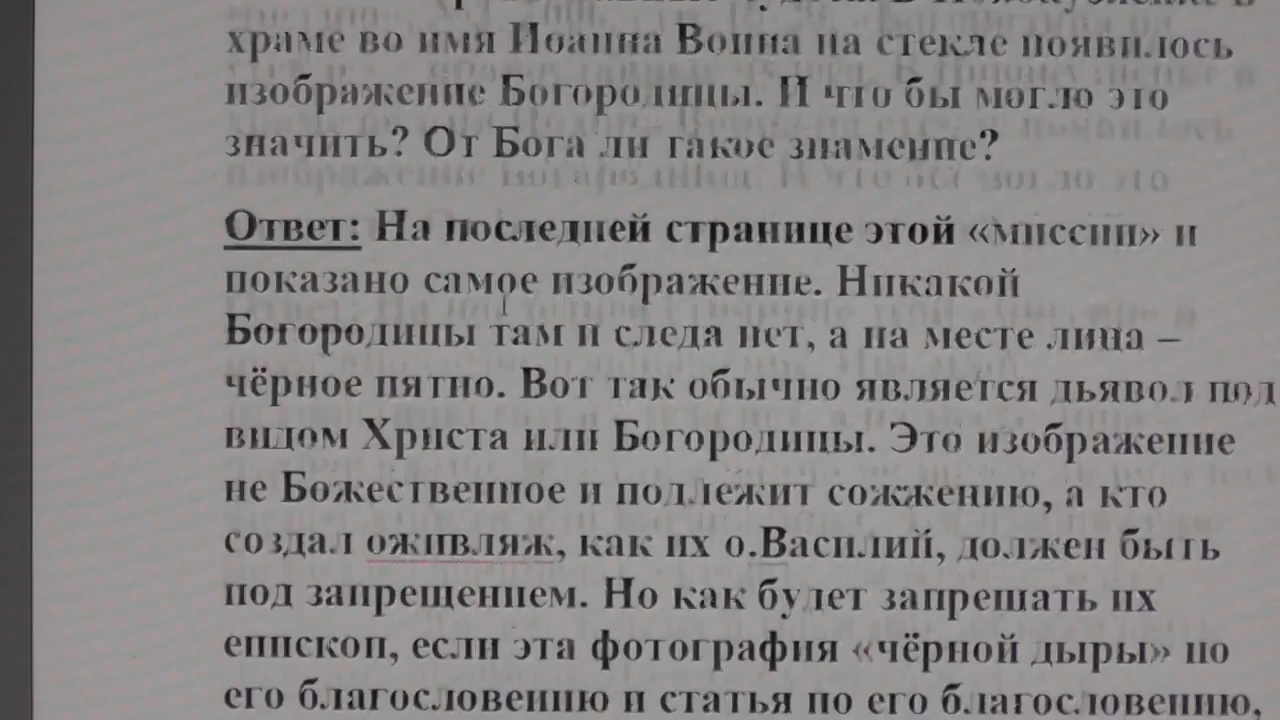 храме во имя Иоанна Воина на стекле появилось
изображение Богородицы. И что бы могло это
значить? От Бога ли такое знамение?
Ответ: На последней странице этой «миссии» и
показано самое изображение. Никакой
Богородицы там и следа нет, а на месте лица –
чёрное пятно. Вот так обычно является дьявол под
видом Христа или Богородицы. Это изображение
не Божественное и подлежит сожжению, а кто
создал оживляж, как их о.Василий, должен быть
под запрещением. Но как будет запрещать их
епископ, если эта фотография «чёрной дыры» по
его благословению и статья по его благословению,